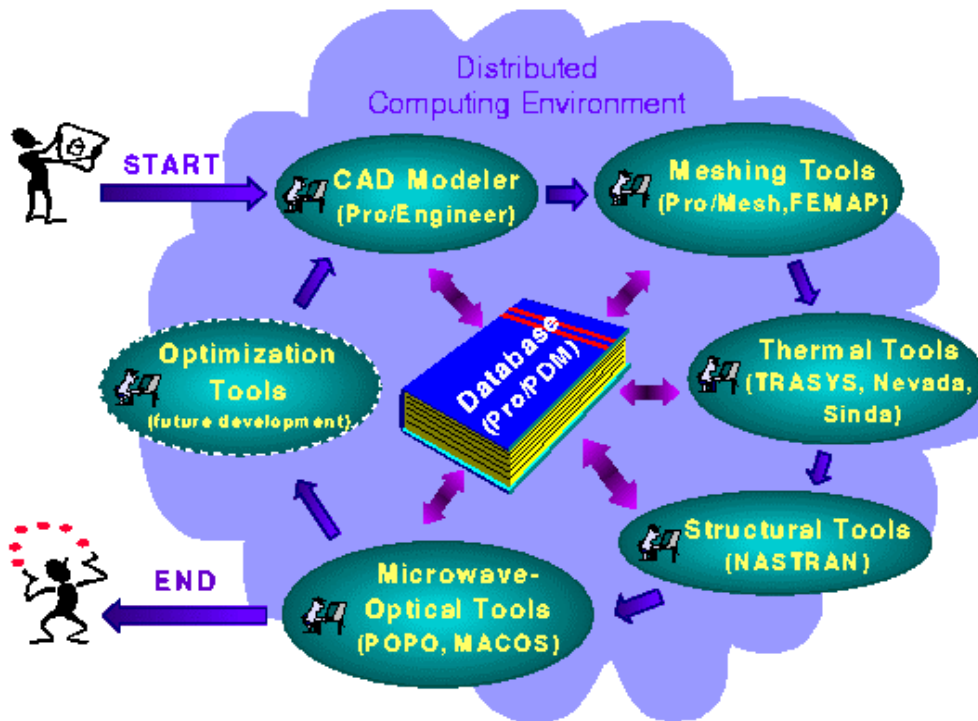 Distributed
Computing Environment
START
CAD Modeler
(Pro/Engineer)
Meshing Tools
(Pro/Mesh,FEMAP)
Optimization
Tools
(future development)
Database
(Pro/PDM)
Thermal Tools
(TRASYS, Nevada,
Sinda)
Structural Tools
(NASTRAN)
END
Microwave-
Optical Tools
(POPO, MACOS)